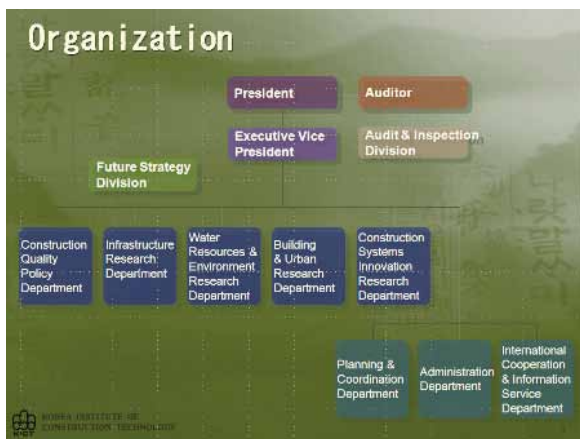 Organization
President
Auditor
Executive Vice
President
Audit & Inspection
Division
Future Strategy
Division
Construction
Quality
Policy
Department
Infrastructure
Research
Department
Water
Resources &
Environment
Research
Department
Building
& Urban
Research
Department
Construction
Systems
Innovation
Research
Department
Planning &
Coordination
Department
Administration
Department
International
Cooperation
& Information
Service
Department
KICT
KOREA INSTITUTE OF
CONSTRUCTION TECHNOLOGY